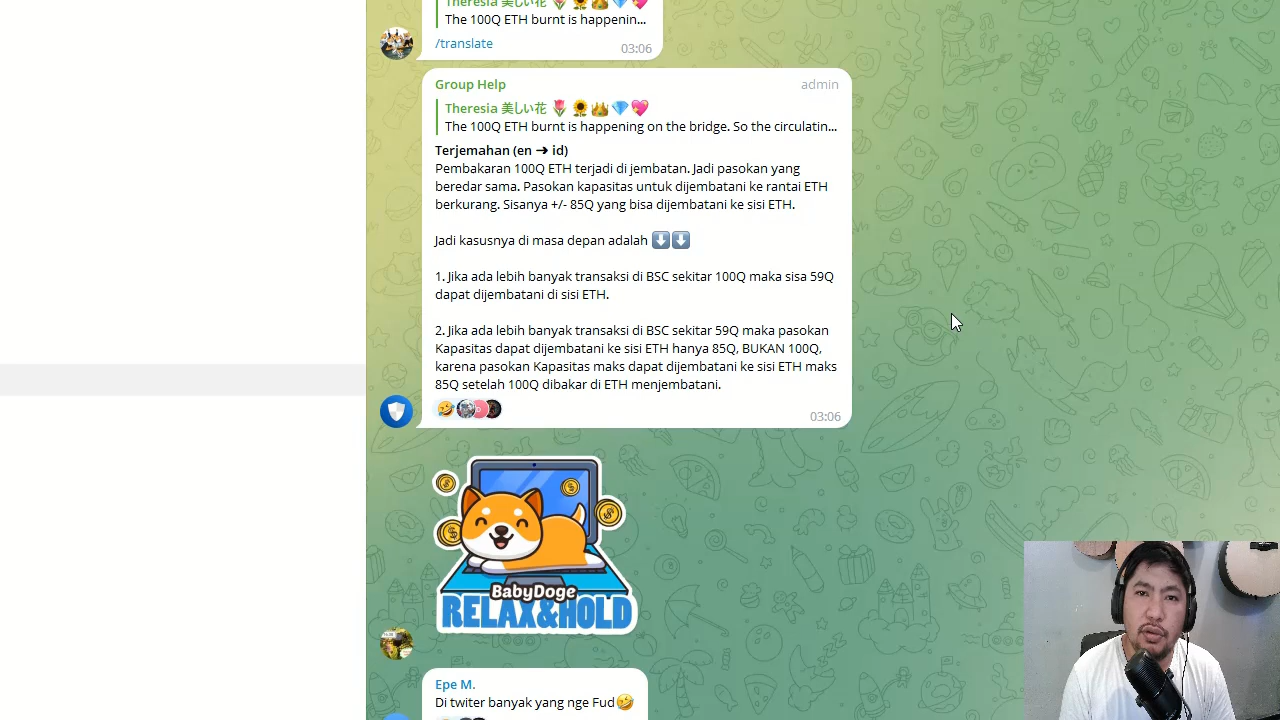 Theresia 美しい花 🌷 🌻 👑 💎 💖
The 100Q ETH burnt is happenin...
/translate
03:06
Group Help
admin
Theresia 美しい花 🌷 🌻 👑 💎 💖
The 100Q ETH burnt is happening on the bridge. So the circulatin...
Terjemahan (en ➜ id)
Pembakaran 100Q ETH terjadi di jembatan. Jadi pasokan yang
beredar sama. Pasokan kapasitas untuk dijembatani ke rantai ETH
berkurang. Sisanya +/- 85Q yang bisa dijembatani ke sisi ETH.
Jadi kasusnya di masa depan adalah ⬇️⬇️
1. Jika ada lebih banyak transaksi di BSC sekitar 100Q maka sisa 59Q
dapat dijembatani di sisi ETH.
2. Jika ada lebih banyak transaksi di BSC sekitar 59Q maka pasokan
Kapasitas dapat dijembatani ke sisi ETH hanya 85Q, BUKAN 100Q,
karena pasokan Kapasitas maks dapat dijembatani ke sisi ETH maks
85Q setelah 100Q dibakar di ETH menjembatani.
03:06
BabyDoge
RELAX&HOLD
Epe M.
Di twiter banyak yang nge Fud🤣